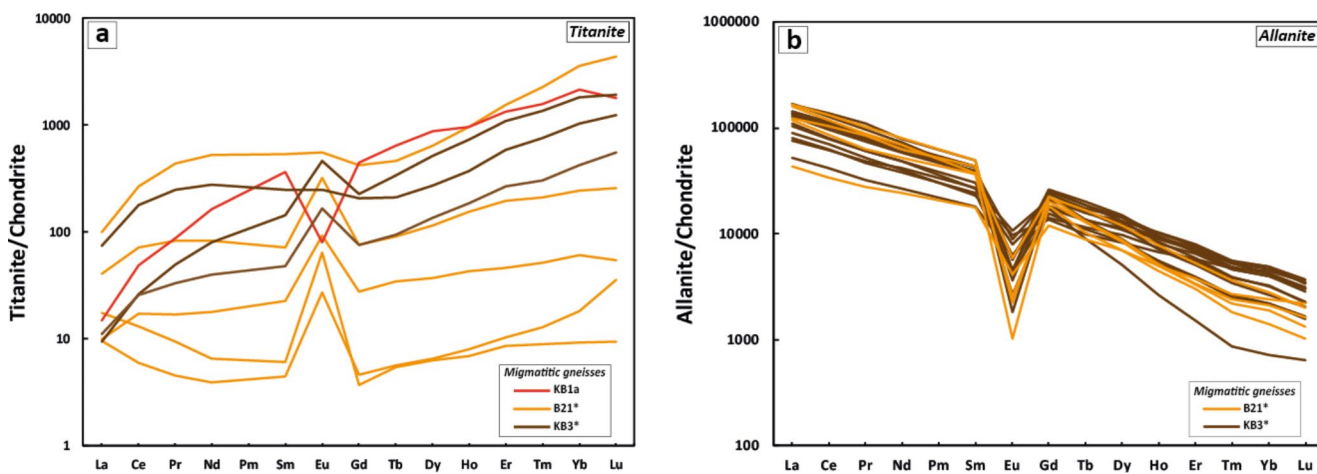 a
Titanite
Titanite/Chondrite
10000
1000
100
10
1
La Ce Pr Nd Pm Sm Eu Gd Tb Dy Ho Er Tm Yb Lu
Migmatitic gneisses
KB1a
B21*
KB3*
b
Allanite
Allanite/Chondrite
1000000
100000
10000
1000
100
La Ce Pr Nd Pm Sm Eu Gd Tb Dy Ho Er Tm Yb Lu
Migmatitic gneisses
B21*
KB3*